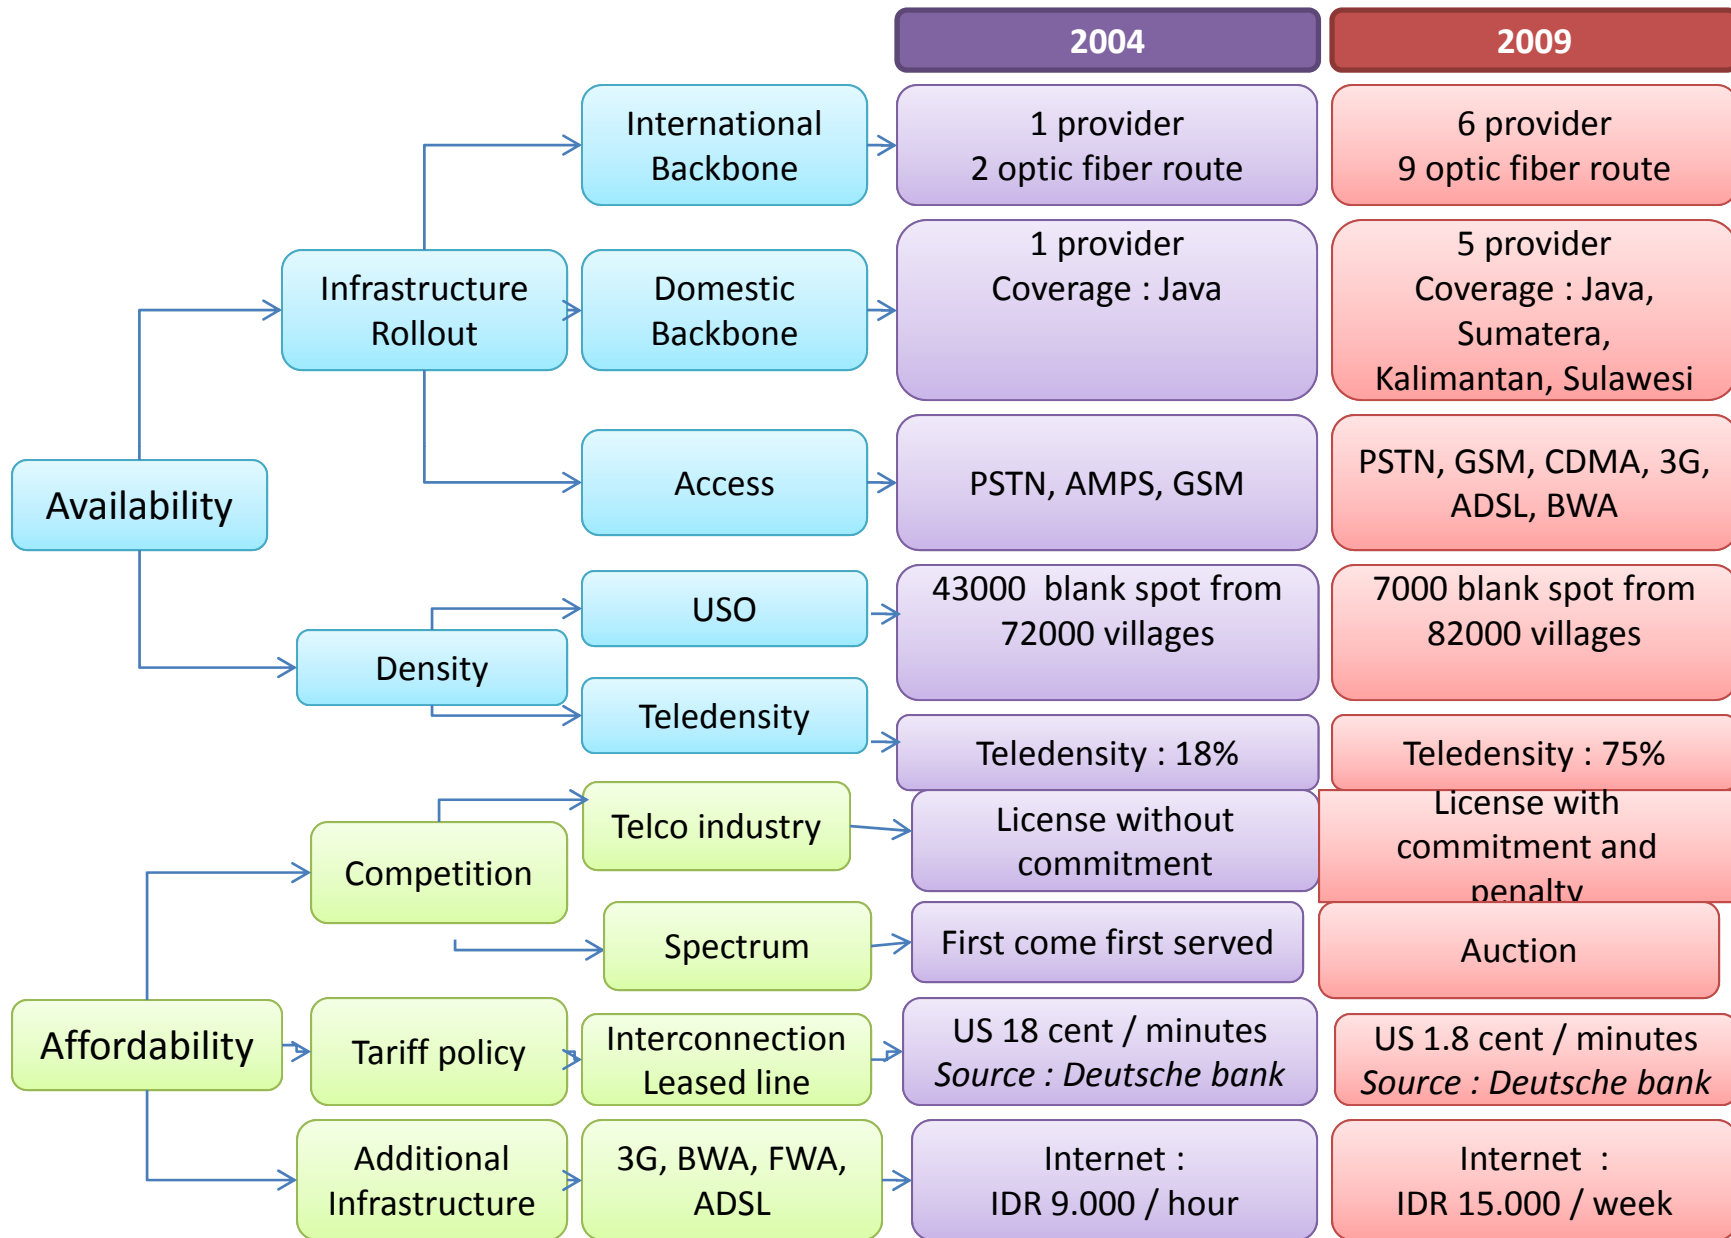 2004
2009
International
Backbone
1 provider
2 optic fiber route
6 provider
9 optic fiber route
Infrastructure
Rollout
Domestic
Backbone
1 provider
Coverage : Java
5 provider
Coverage : Java,
Sumatera,
Kalimantan, Sulawesi
Access
PSTN, AMPS, GSM
PSTN, GSM, CDMA, 3G,
ADSL, BWA
Availability
USO
43000  blank spot from
72000 villages
7000 blank spot from
82000 villages
Density
Teledensity
Teledensity : 18%
Teledensity : 75%
Telco industry
License without
commitment
License with
commitment and
penalty
Competition
Spectrum
First come first served
Auction
Affordability
Tariff policy
Interconnection
Leased line
US 18 cent / minutes
Source : Deutsche bank
US 1.8 cent / minutes
Source : Deutsche bank
Additional
Infrastructure
3G, BWA, FWA,
ADSL
Internet :
IDR 9.000 / hour
Internet  :
IDR 15.000 / week